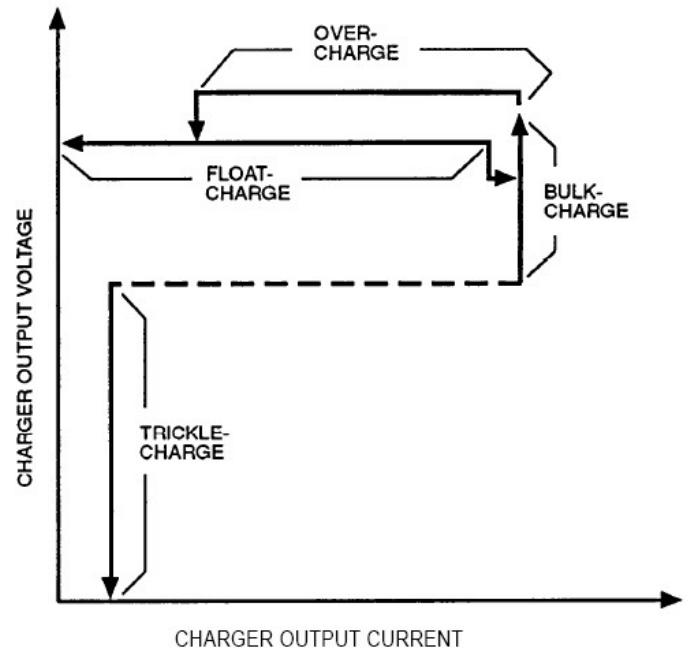 OVER-
CHARGE
FLOAT-
CHARGE
BULK-
CHARGE
TRICKLE-
CHARGE
CHARGER OUTPUT VOLTAGE
CHARGER OUTPUT CURRENT